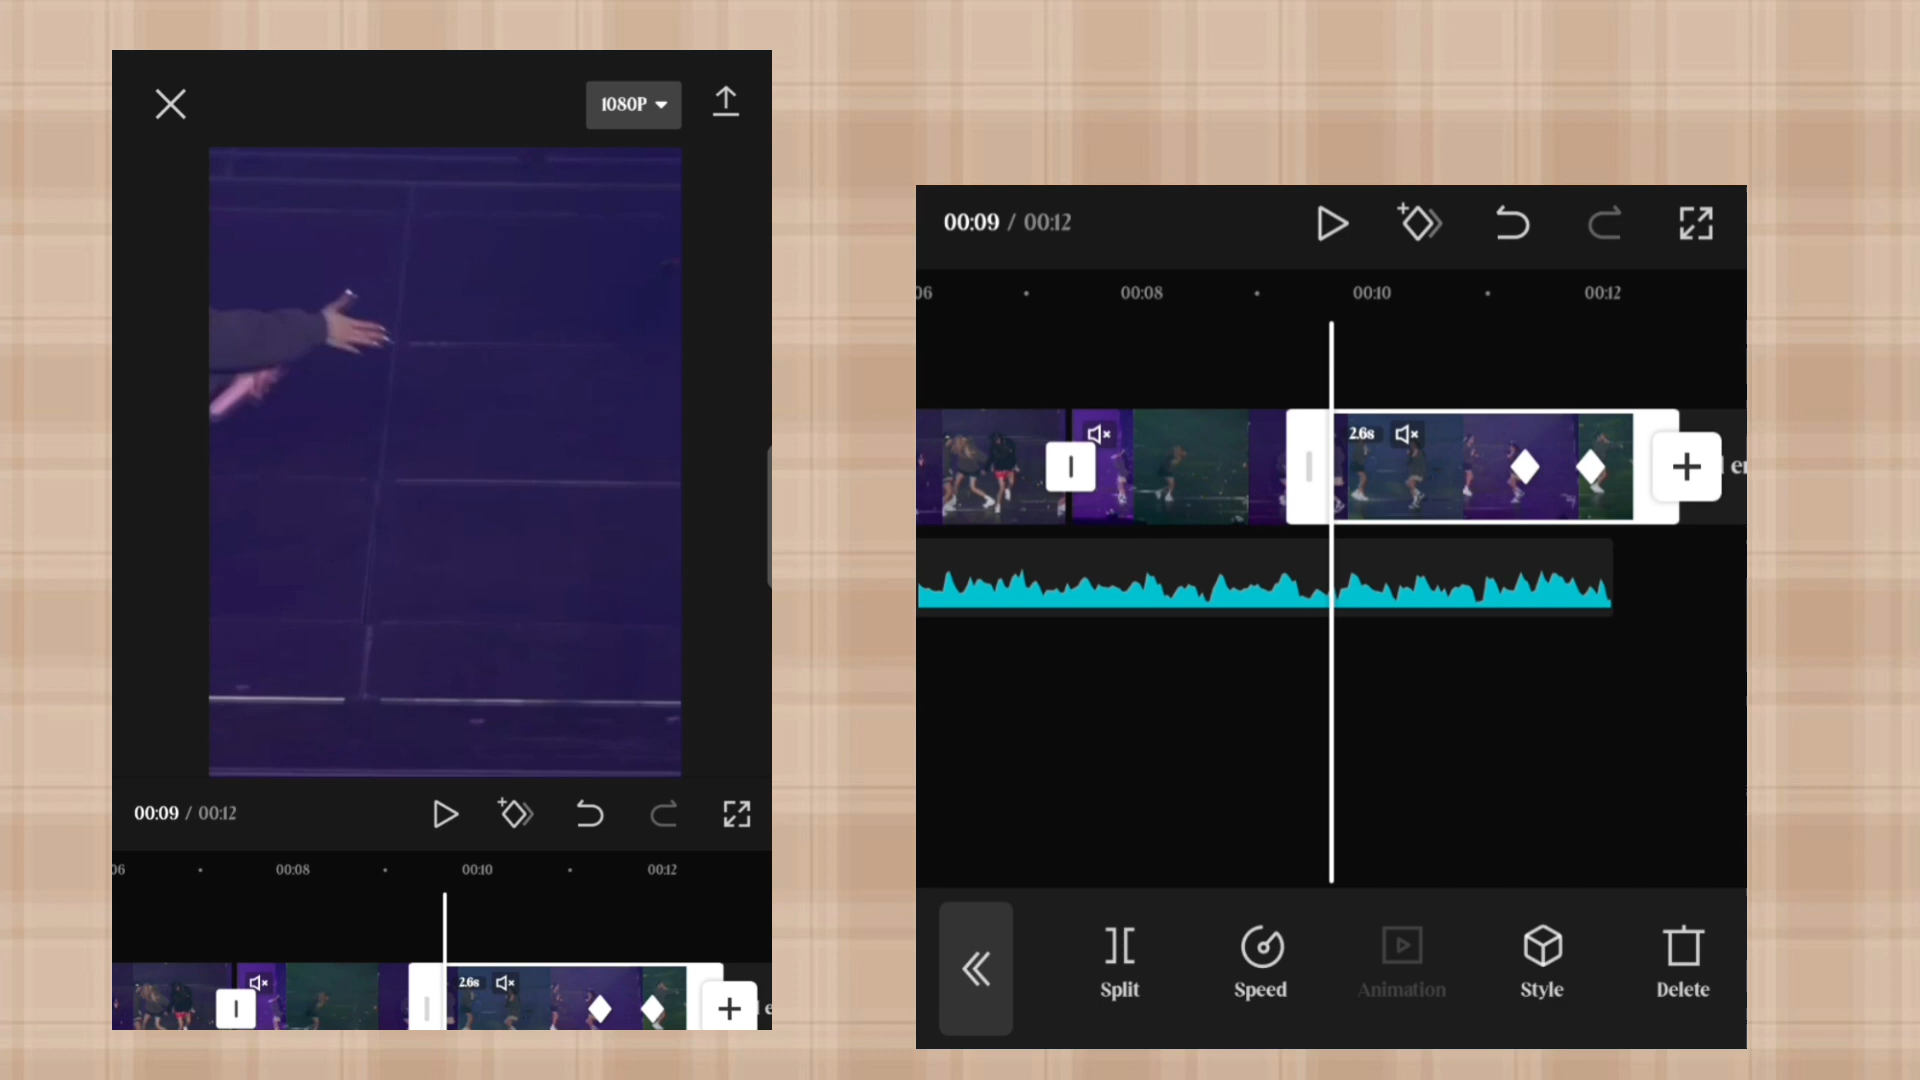 1080P
00:09 / 00:12
06 00:08 00:10 00:12
2.6s
00:09 / 00:12
06 00:08 00:10 00:12
2.6s
Split Speed Animation Style Delete